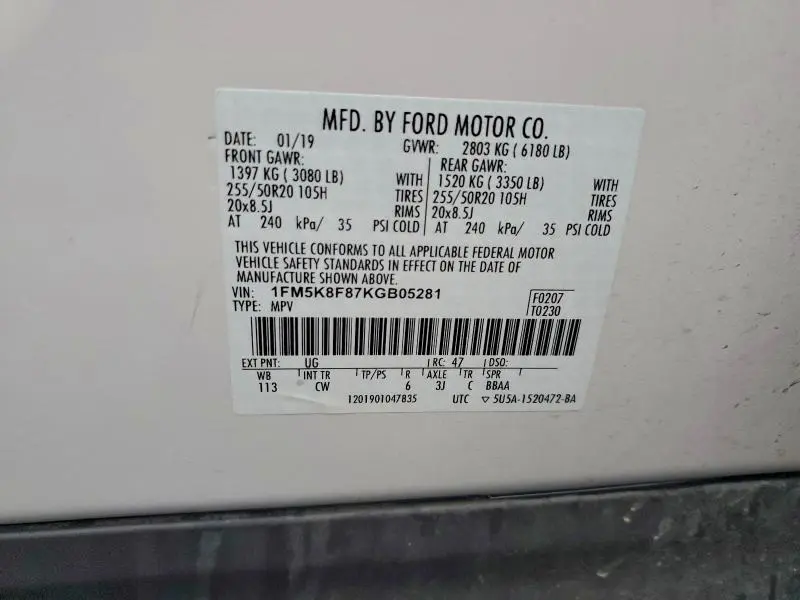 MFD. BY FORD MOTOR CO.
DATE: 01/19 GVWR: 2803 KG ( 6180 LB)
FRONT GAWR: REAR GAWR:
1397 KG ( 3080 LB) WITH 1520 KG ( 3350 LB) WITH
255/50R20 105H TIRES 255/50R20 105H TIRES
20x8.5J RIMS 20x8.5J RIMS
AT 240 kPa/ 35 PSI COLD AT 240 kPa/ 35 PSI COLD
THIS VEHICLE CONFORMS TO ALL APPLICABLE FEDERAL MOTOR
VEHICLE SAFETY STANDARDS IN EFFECT ON THE DATE OF
MANUFACTURE SHOWN ABOVE.
VIN: 1FM5K8F87KGB05281 F0207
TYPE: MPV T0230
EXT PNT: UG RC: 47 DSO:
WB INT TR TP/PS R AXLE TR SPR
113 CW 6 3J C BBAA
1201901047835 UTC ▽ 5U5A-1520472-BA